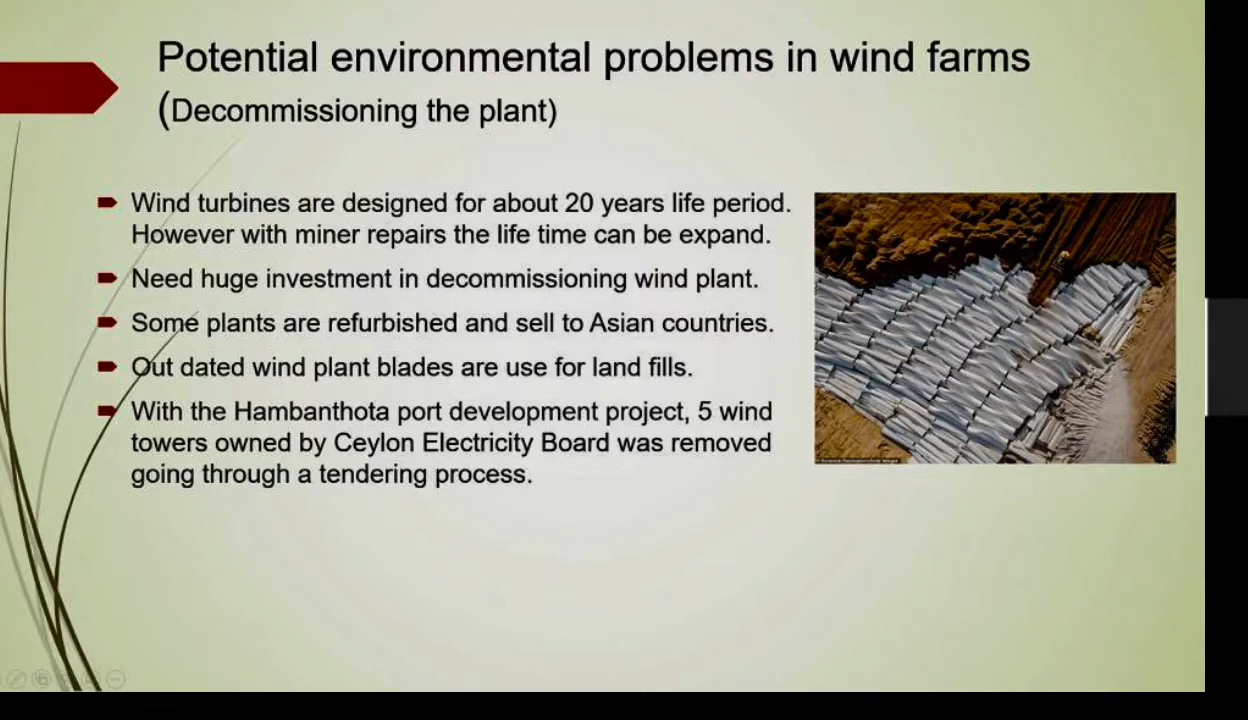 Potential environmental problems in wind farms
(Decommissioning the plant)
Wind turbines are designed for about 20 years life period.
However with miner repairs the life time can be expand.
Need huge investment in decommissioning wind plant.
Some plants are refurbished and sell to Asian countries.
Out dated wind plant blades are use for land fills.
With the Hambanthota port development project, 5 wind
towers owned by Ceylon Electricity Board was removed
going through a tendering process.